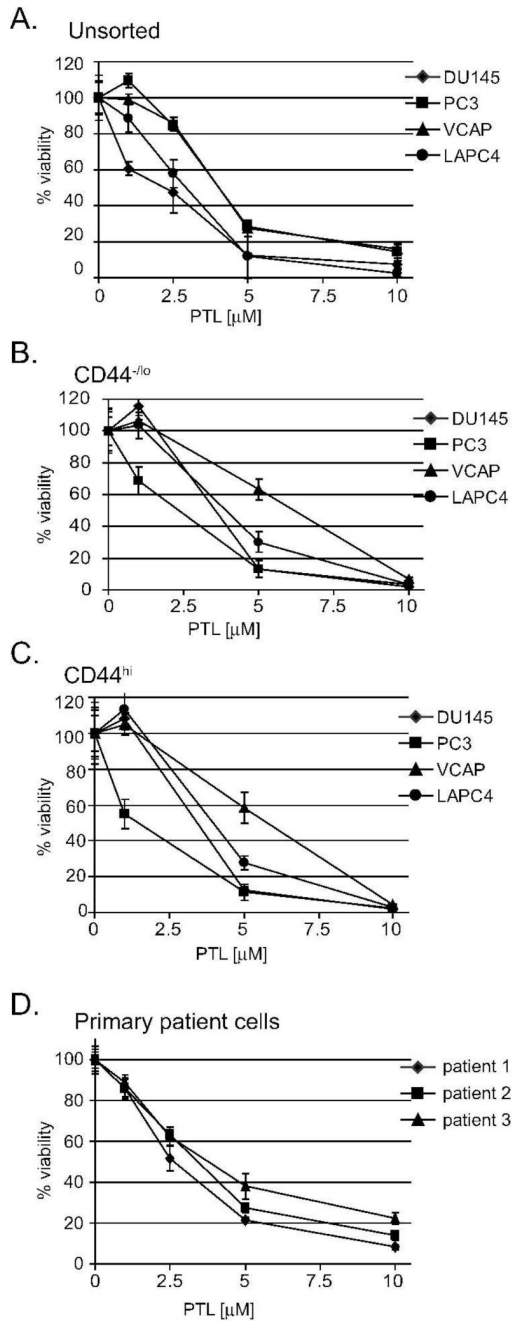 A.
Unsorted
120
100
80
60
40
20
0
% viability
0 2.5 5 7.5 10
PTL [μM]
DU145
PC3
VCAP
LAPC4
B.
CD44-/lo
120
100
80
60
40
20
0
% viability
0 2.5 5 7.5 10
PTL [μM]
DU145
PC3
VCAP
LAPC4
C.
CD44hi
120
100
80
60
40
20
0
% viability
0 2.5 5 7.5 10
PTL [μM]
DU145
PC3
VCAP
LAPC4
D.
Primary patient cells
100
80
60
40
20
0
% viability
0 2.5 5 7.5 10
PTL [μM]
patient 1
patient 2
patient 3